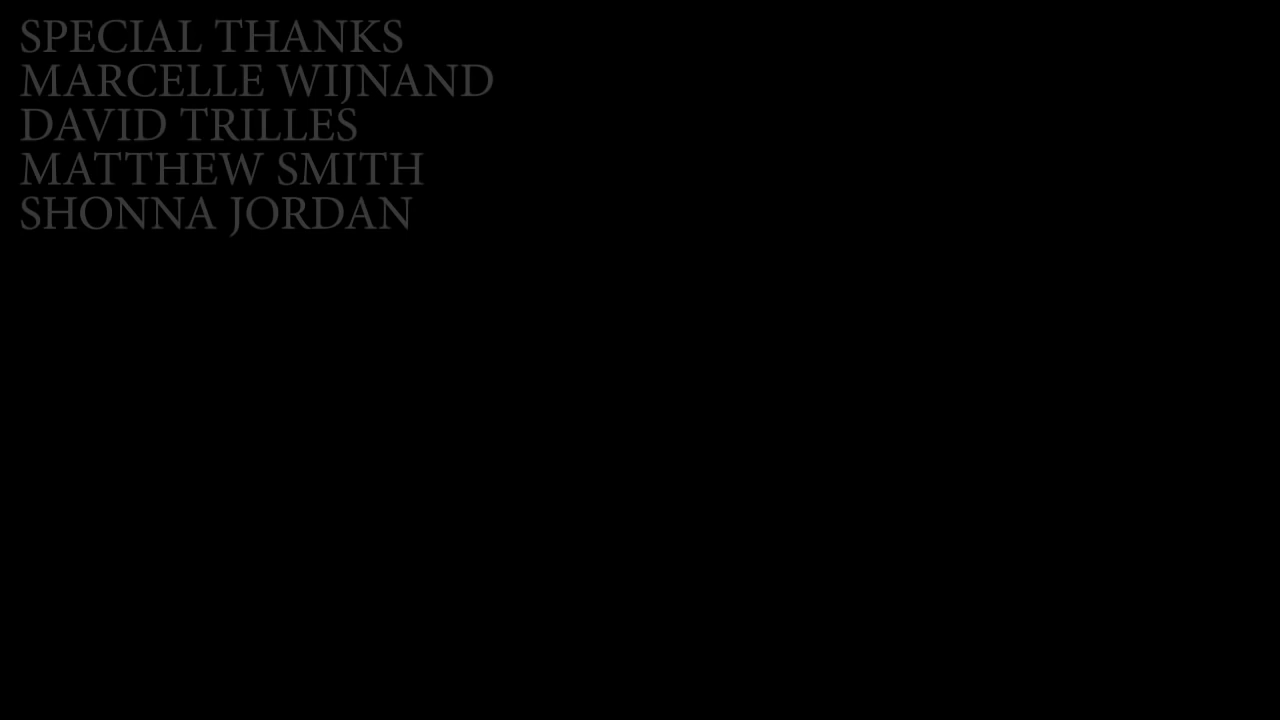 SPECIAL THANKS
MARCELLE WIJNAND
DAVID TRILLES
MATTHEW SMITH
SHONNA JORDAN